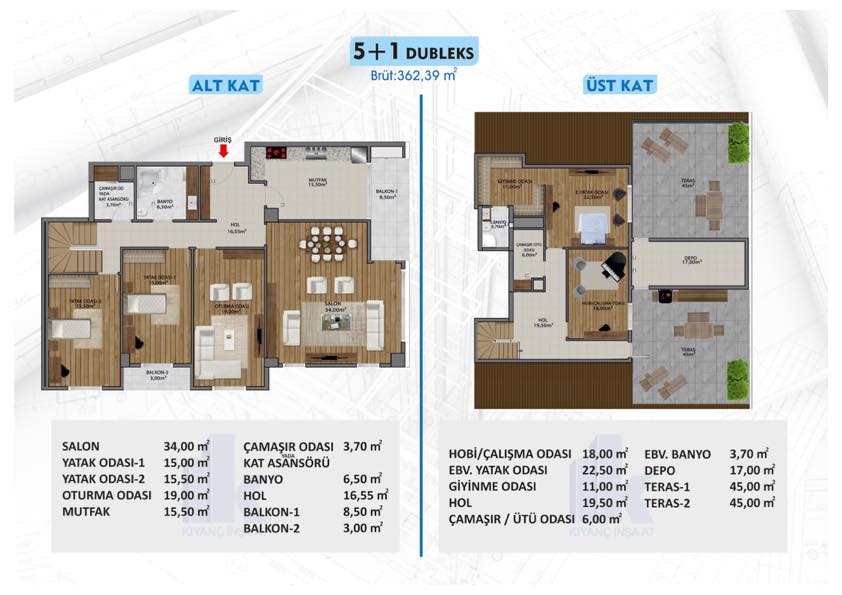 5+1 DUBLEKS
Brüt:362,39 m²
ALT KAT
GİRİŞ
ÇAMAŞIR OD
YADA
KAT ASANSÖRÜ
3,70m²
BANYO
6,50m²
MUTFAK
15,50m²
BALKON-1
8,50m²
HOL
16,55m²
YATAK ODASI-2
15,50m²
YATAK ODASI-1
15,00m²
OTURMA ODASI
19,00m²
SALON
34,00m²
BALKON-2
3,00m²
SALON 34,00 m²
YATAK ODASI-1 15,00 m²
YATAK ODASI-2 15,50 m²
OTURMA ODASI 19,00 m²
MUTFAK 15,50 m²
ÇAMAŞIR ODASI 3,70 m²
YADA
KAT ASANSÖRÜ
BANYO 6,50 m²
HOL 16,55 m²
BALKON-1 8,50 m²
BALKON-2 3,00 m²
KIYANÇ İNŞAAT
ÜST KAT
GİYİNME ODASI
11,00m²
E.YATAK ODASI
22,50m²
TERAS
45m²
E.BANYO
3,70m²
ÇAMAŞIR /ÜTÜ
ODASI
6,00m²
DEPO
17,00m²
HOBİ/ÇALIŞMA ODASI
18,00m²
HOL
19,50m²
TERAS
45m²
HOBİ/ÇALIŞMA ODASI 18,00 m²
EBV. YATAK ODASI 22,50 m²
GİYİNME ODASI 11,00 m²
HOL 19,50 m²
ÇAMAŞIR / ÜTÜ ODASI 6,00 m²
EBV. BANYO 3,70 m²
DEPO 17,00 m²
TERAS-1 45,00 m²
TERAS-2 45,00 m²
KIYANÇ İNŞAAT